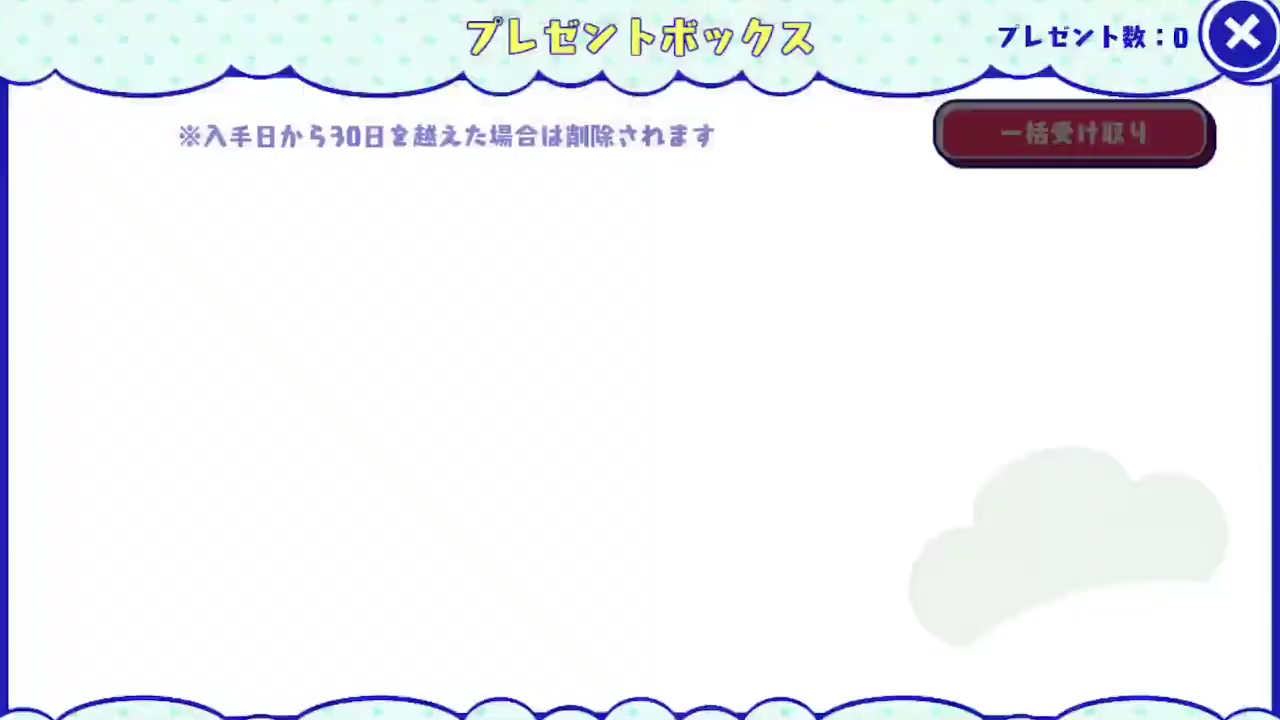 プレゼントボックス
プレゼント数：0
※入手日から30日を越えた場合は削除されます
一括受け取り